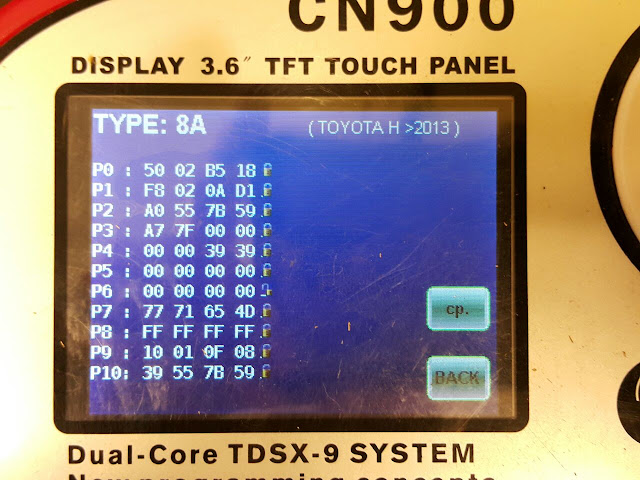 CN900
DISPLAY 3.6″ TFT TOUCH PANEL
TYPE: 8A (TOYOTA H >2013)
P0 : 50 02 B5 18
P1 : F8 02 0A D1
P2 : A0 55 7B 59
P3 : A7 7F 00 00
P4 : 00 00 39 39
P5 : 00 00 00 00
P6 : 00 00 00 00
P7 : 77 71 65 4D
P8 : FF FF FF FF
P9 : 10 01 0F 08
P10: 39 55 7B 59
cp.
BACK
Dual-Core TDSX-9 SYSTEM
New programming concepts